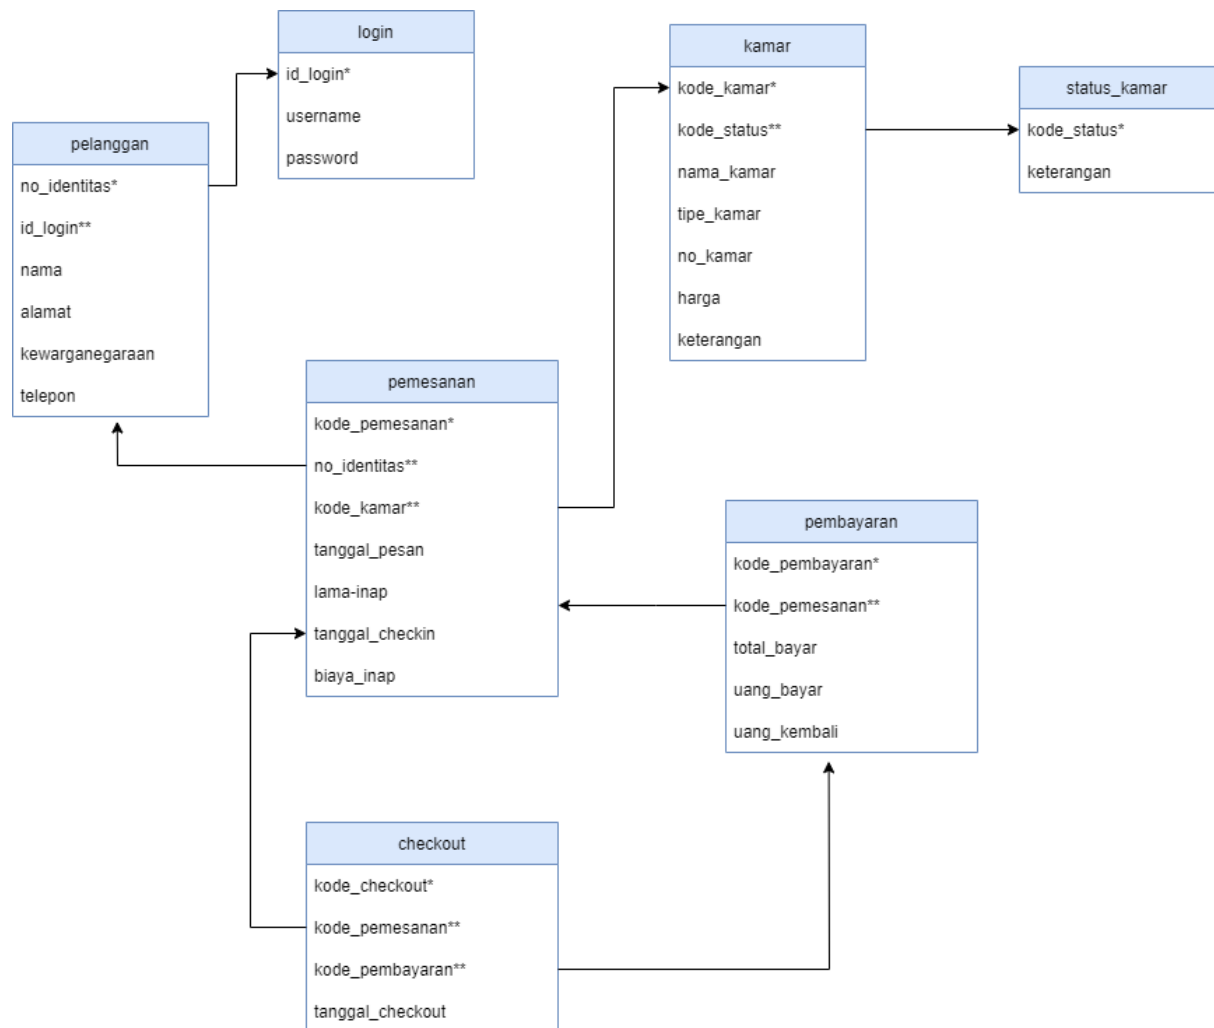 login
id_login*
username
password
pelanggan
no_identitas*
id_login**
nama
alamat
kewarganegaraan
telepon
kamar
kode_kamar*
kode_status**
nama_kamar
tipe_kamar
no_kamar
harga
keterangan
status_kamar
kode_status*
keterangan
pemesanan
kode_pemesanan*
no_identitas**
kode_kamar**
tanggal_pesan
lama-inap
tanggal_checkin
biaya_inap
pembayaran
kode_pembayaran*
kode_pemesanan**
total_bayar
uang_bayar
uang_kembali
checkout
kode_checkout*
kode_pemesanan**
kode_pembayaran**
tanggal_checkout